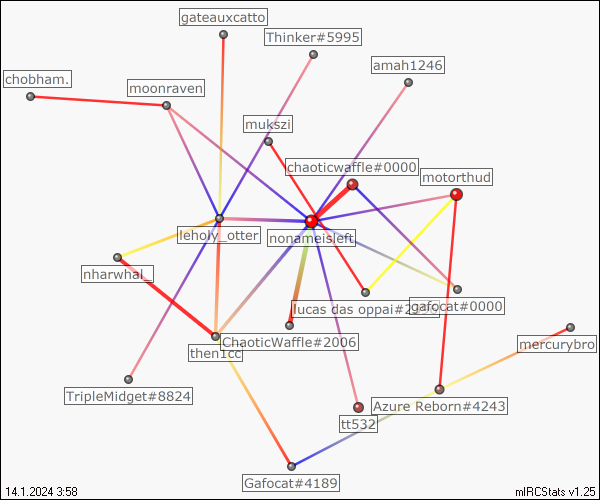 gateauxcatto
Thinker#5995
amah1246
chobham.
moonraven
mukszi
chaoticwaffle#0000
motorthud
leholy_otter
nonameisleft
nharwhal_
lucas das oppai#2
gafocat#0000
ChaoticWaffle#2006
then1cc
mercurybro
TripleMidget#8824
Azure Reborn#4243
tt532
Gafocat#4189
14.1.2024 3:58
mIRCStats v1.25